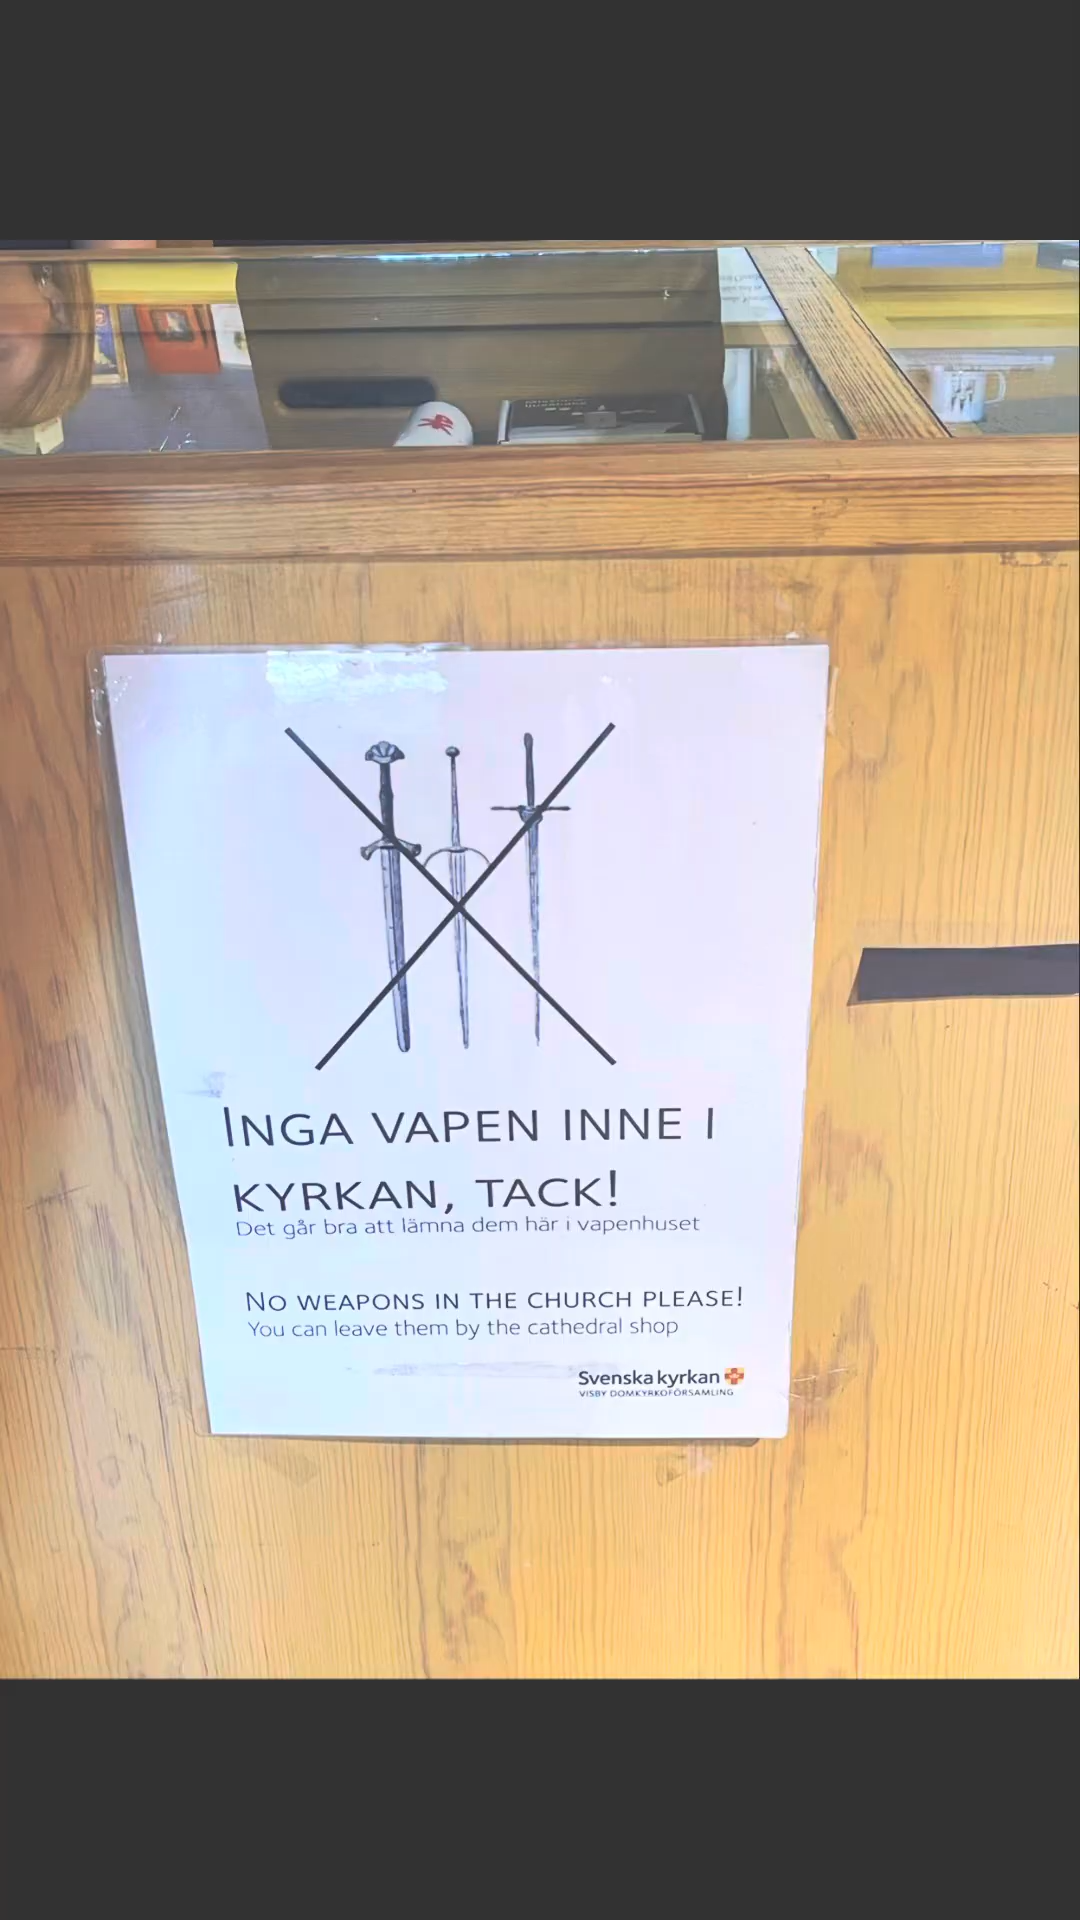 INGA VAPEN INNE I
KYRKAN, TACK!
Det går bra att lämna dem här i vapenhuset
NO WEAPONS IN THE CHURCH PLEASE!
You can leave them by the cathedral shop
Svenska kyrkan
VISBY DOMKYRKOFÖRSAMLING